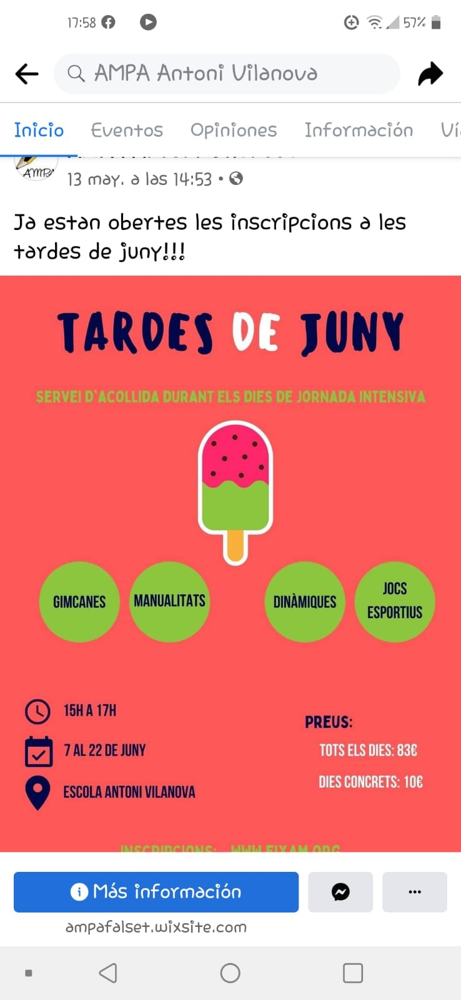 17:58
57%
AMPA Antoni Vilanova
Inicio Eventos Opiniones Información Ví
AMPA
13 may. a las 14:53 •
Ja estan obertes les inscripcions a les
tardes de juny!!!
TARDES DE JUNY
SERVEI D'ACOLLIDA DURANT ELS DIES DE JORNADA INTENSIVA
GIMCANES
MANUALITATS
DINÀMIQUES
JOCS
ESPORTIUS
15H A 17H
7 AL 22 DE JUNY
ESCOLA ANTONI VILANOVA
PREUS:
TOTS ELS DIES: 83€
DIES CONCRETS: 10€
INSCRIPCIONS: WWW.EIXAM.ORG
Más información
ampafalset.wixsite.com